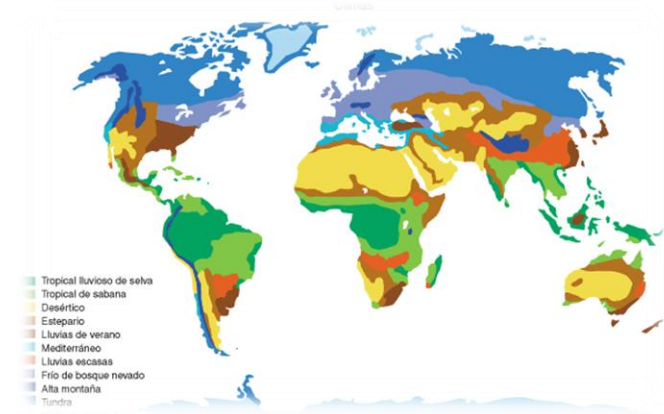 Climas
Tropical lluvioso de selva
Tropical de sabana
Desértico
Estepario
Lluvias de verano
Mediterráneo
Lluvias escasas
Frío de bosque nevado
Alta montaña
Tundra